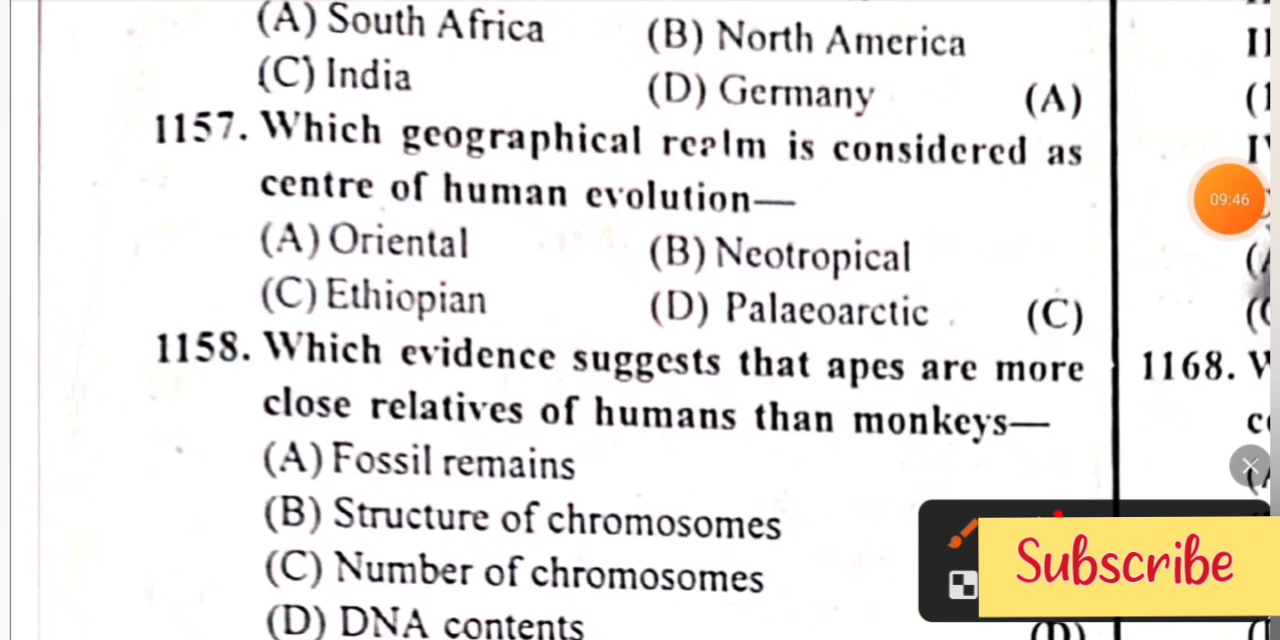 (A) South Africa (B) North America
(C) India (D) Germany (A)
1157. Which geographical realm is considered as
centre of human evolution—
(A) Oriental (B) Neotropical
(C) Ethiopian (D) Palaeoarctic (C)
1158. Which evidence suggests that apes are more
close relatives of humans than monkeys—
(A) Fossil remains
(B) Structure of chromosomes
(C) Number of chromosomes
(D) DNA contents (D)
1168.
09:46
Subscribe